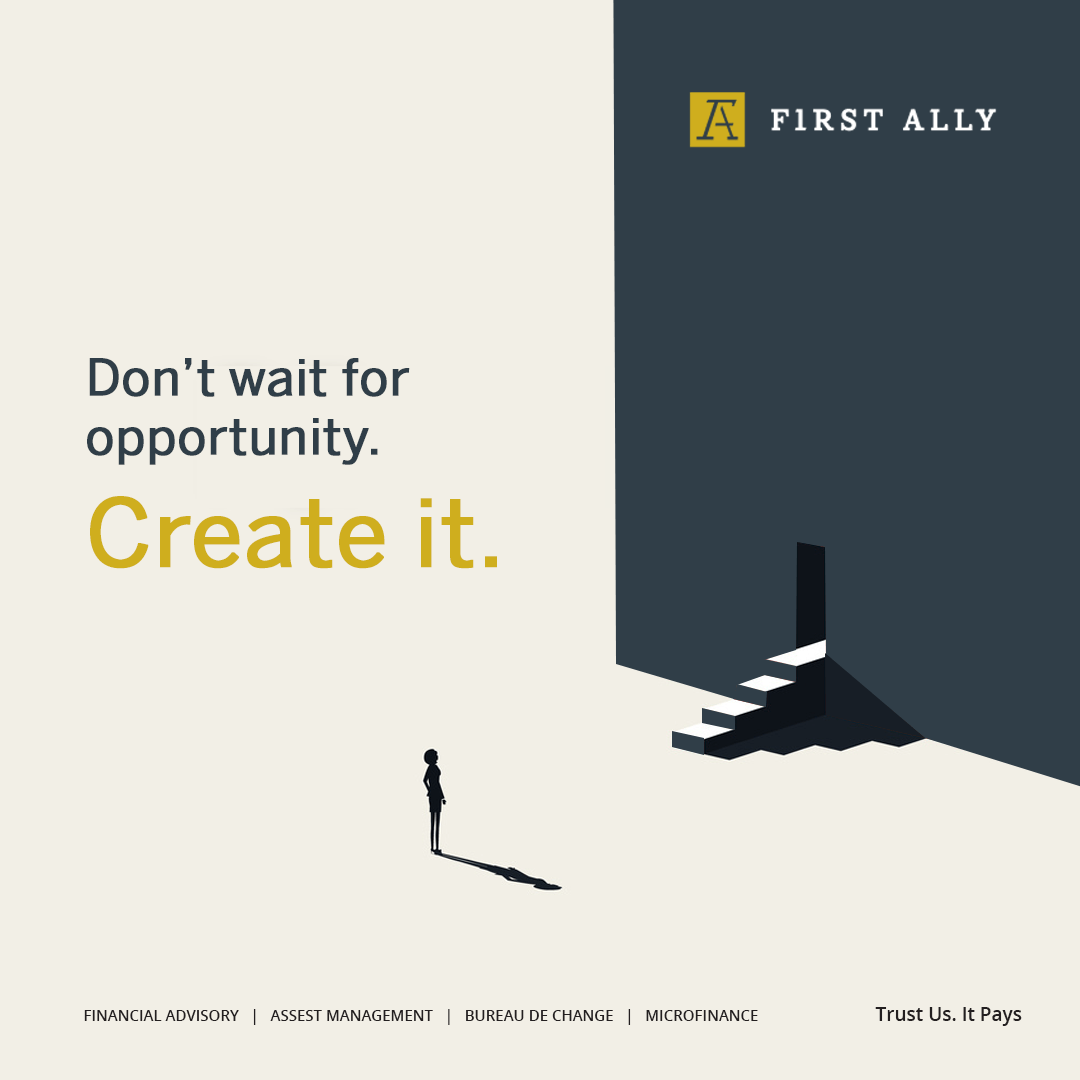 F1RST ALLY
Don't wait for
opportunity.
Create it.
FINANCIAL ADVISORY | ASSEST MANAGEMENT | BUREAU DE CHANGE | MICROFINANCE
Trust Us. It Pays